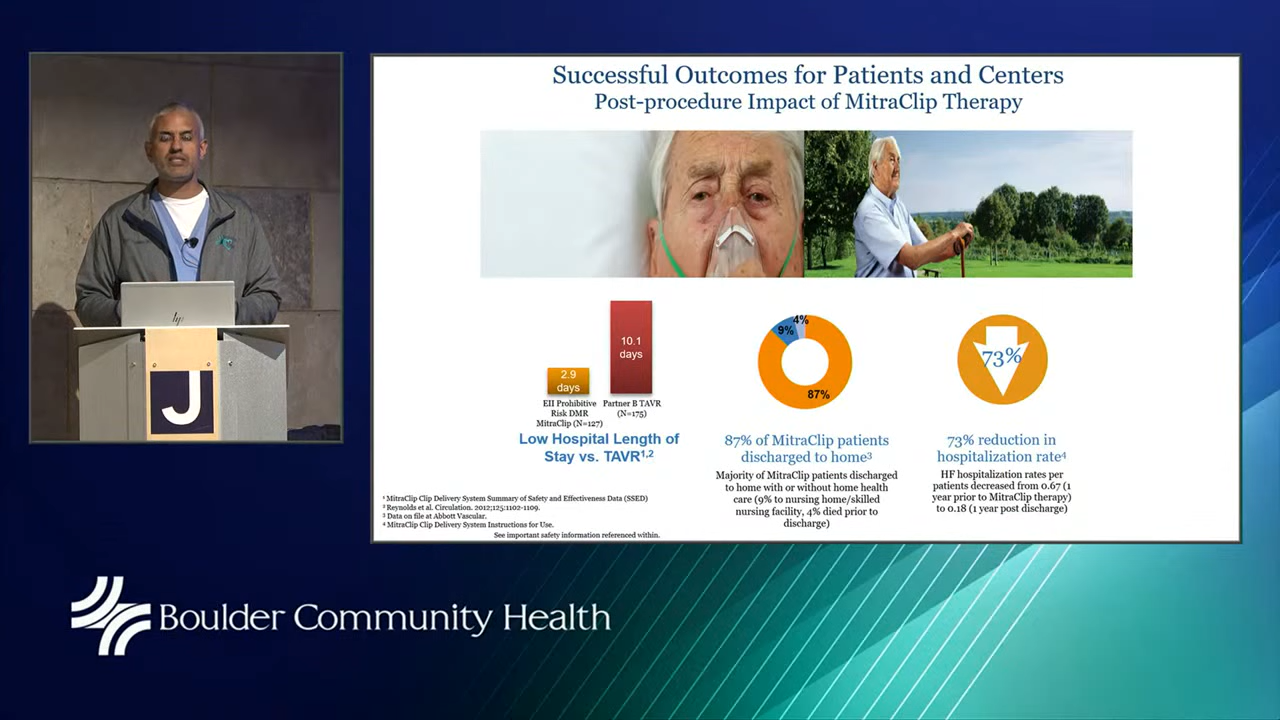 Successful Outcomes for Patients and Centers
Post-procedure Impact of MitraClip Therapy
2.9
days
10.1
days
EII Prohibitive
Risk DMR
MitraClip (N=127)
Partner B TAVR
(N=175)
Low Hospital Length of
Stay vs. TAVR1,2
4%
9%
87%
87% of MitraClip patients
discharged to home3
Majority of MitraClip patients discharged
to home with or without home health
care (9% to nursing home/skilled
nursing facility, 4% died prior to
discharge)
73%
73% reduction in
hospitalization rate4
HF hospitalization rates per
patients decreased from 0.67 (1
year prior to MitraClip therapy)
to 0.18 (1 year post discharge)
1 MitraClip Clip Delivery System Summary of Safety and Effectiveness Data (SSED)
2 Reynolds et al. Circulation. 2012;125:1102-1109.
3 Data on file at Abbott Vascular.
4 MitraClip Clip Delivery System Instructions for Use.
See important safety information referenced within.
hp
J
Boulder Community Health